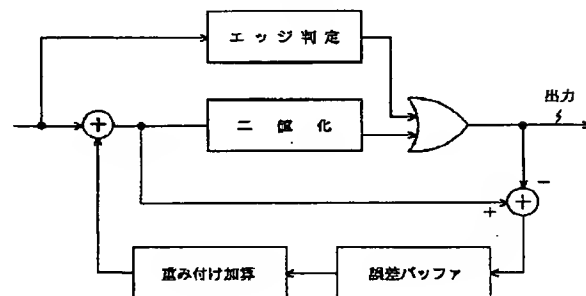 エッジ判定
出力
二値化
+
−
+
+
重み付け加算
誤差バッファ